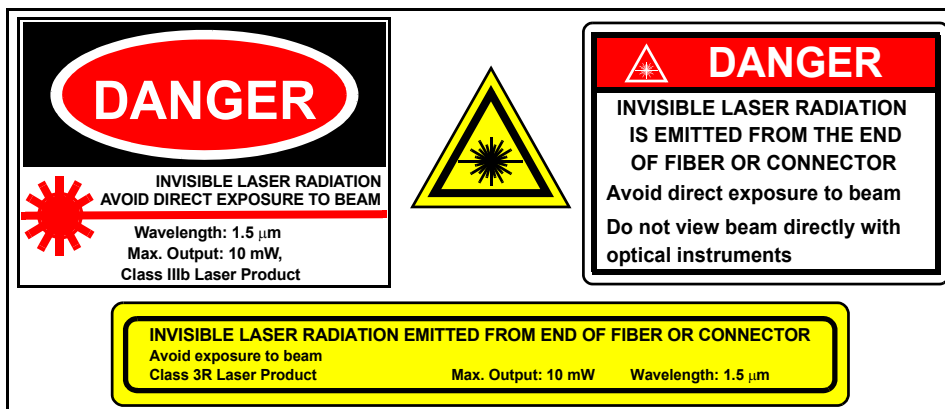 DANGER
INVISIBLE LASER RADIATION
AVOID DIRECT EXPOSURE TO BEAM
Wavelength: 1.5 μm
Max. Output: 10 mW,
Class IIIb Laser Product
DANGER
INVISIBLE LASER RADIATION
IS EMITTED FROM THE END
OF FIBER OR CONNECTOR
Avoid direct exposure to beam
Do not view beam directly with
optical instruments
INVISIBLE LASER RADIATION EMITTED FROM END OF FIBER OR CONNECTOR
Avoid exposure to beam
Class 3R Laser Product Max. Output: 10 mW Wavelength: 1.5 μm